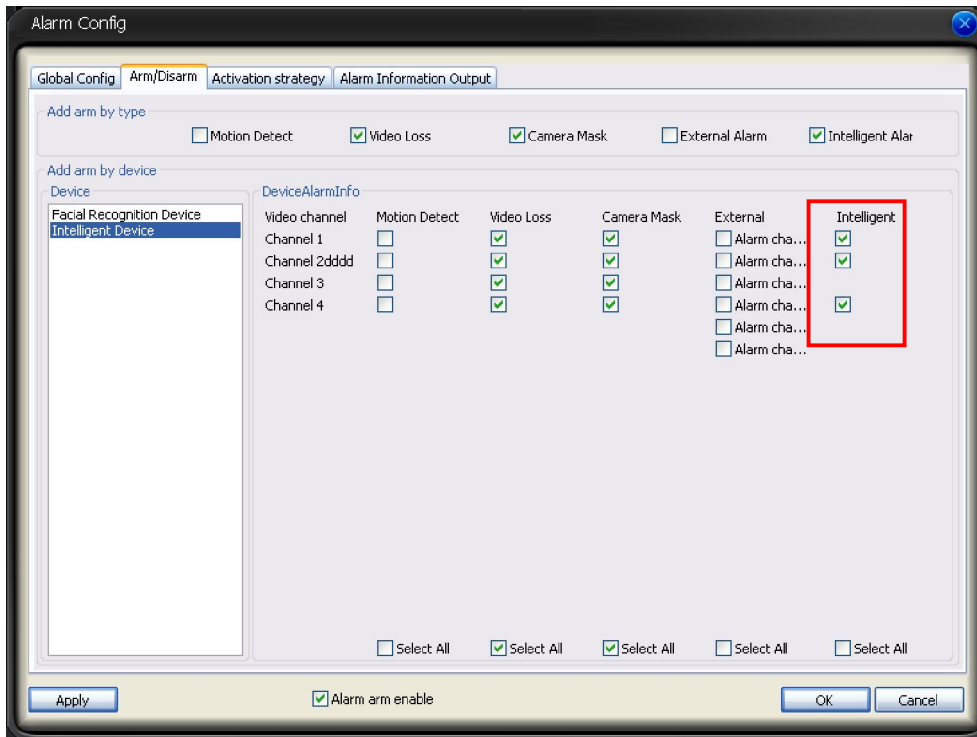 Alarm Config
Global Config Arm/Disarm Activation strategy Alarm Information Output
Add arm by type
Motion Detect Video Loss Camera Mask External Alarm Intelligent Alar
Add arm by device
Device DeviceAlarmInfo
Facial Recognition Device
Intelligent Device
Video channel Motion Detect Video Loss Camera Mask External Intelligent
Channel 1 Alarm cha...
Channel 2dddd Alarm cha...
Channel 3 Alarm cha...
Channel 4 Alarm cha...
Alarm cha...
Alarm cha...
Select All Select All Select All Select All Select All
Apply Alarm arm enable OK Cancel